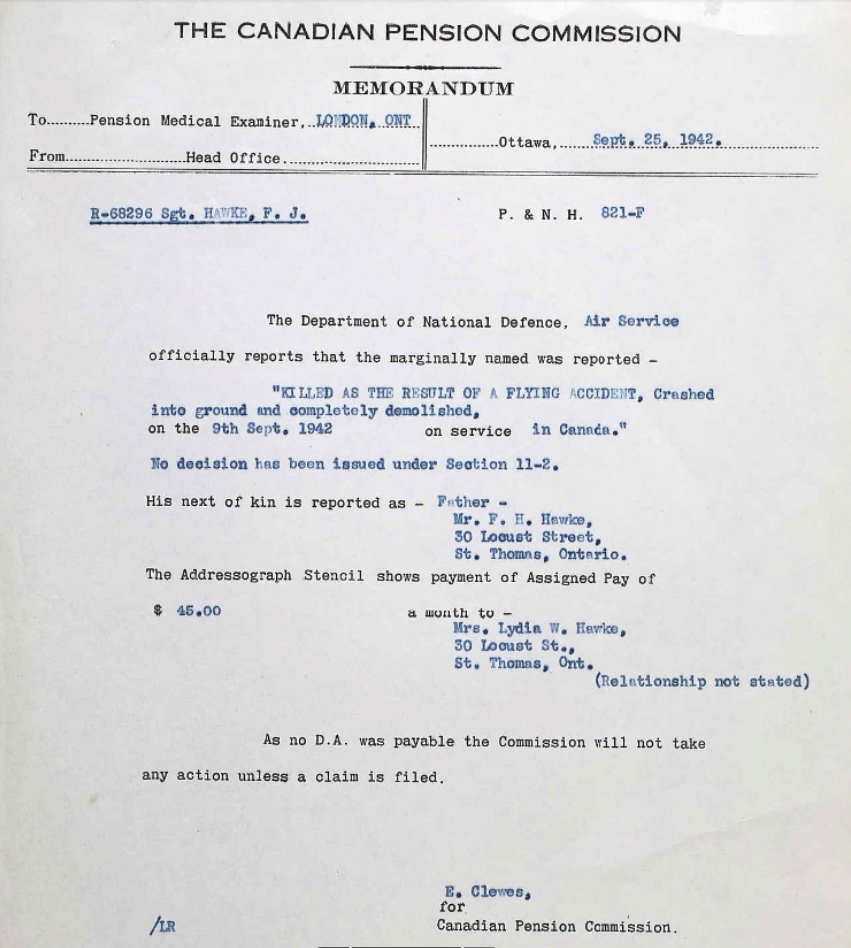 THE CANADIAN PENSION COMMISSION
MEMORANDUM
To..........Pension Medical Examiner, LONDON, ONT
Ottawa, Sept. 25, 1942.
From........................Head Office.
R-68296 Sgt. HAWKE, F. J.
P. & N. H. 821-F
The Department of National Defence, Air Service
officially reports that the marginally named was reported -
"KILLED AS THE RESULT OF A FLYING ACCIDENT, Crashed
into ground and completely demolished,
on the 9th Sept. 1942 on service in Canada."
No decision has been issued under Section 11-2.
His next of kin is reported as - Father -
Mr. F. H. Hawke,
30 Locust Street,
St. Thomas, Ontario.
The Addressograph Stencil shows payment of Assigned Pay of
$ 45.00 a month to -
Mrs. Lydia W. Hawke,
30 Locust St.,
St. Thomas, Ont.
(Relationship not stated)
As no D.A. was payable the Commission will not take
any action unless a claim is filed.
E. Clewes,
for
/LR
Canadian Pension Commission.